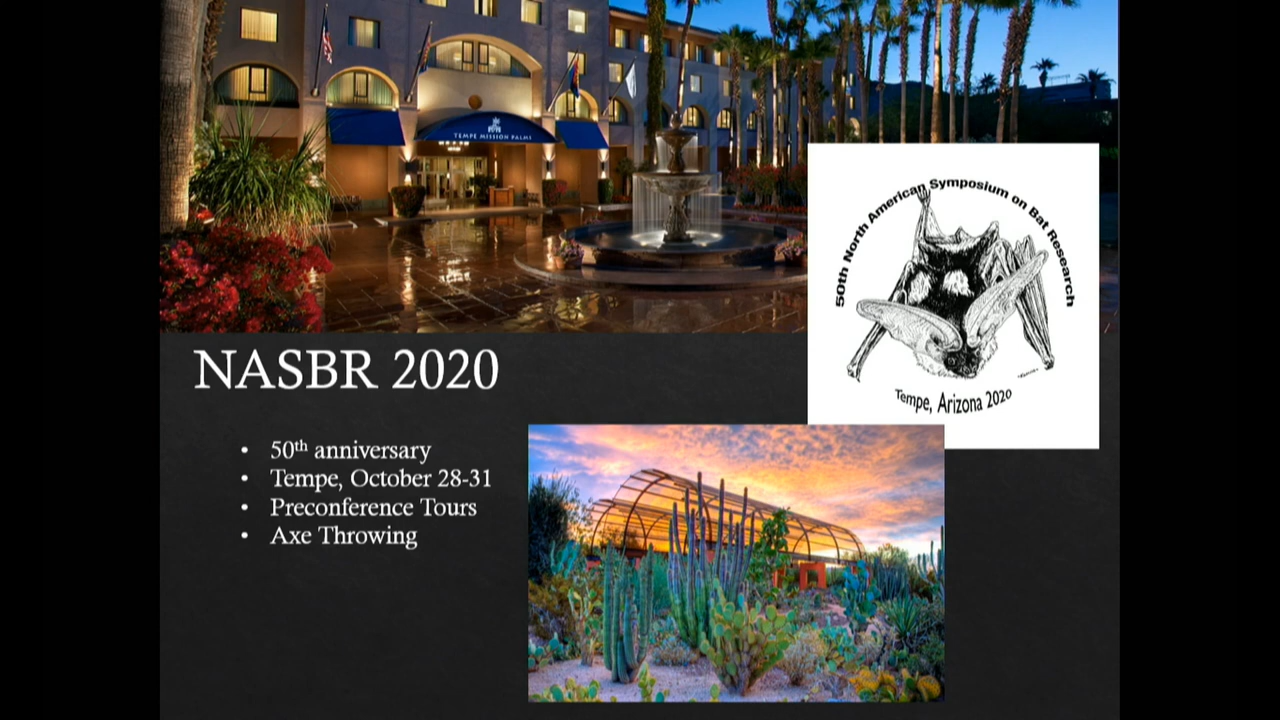 TEMPE MISSION PALMS
50th North American Symposium on Bat Research
Tempe, Arizona 2020
NASBR 2020
• 50th anniversary
• Tempe, October 28-31
• Preconference Tours
• Axe Throwing